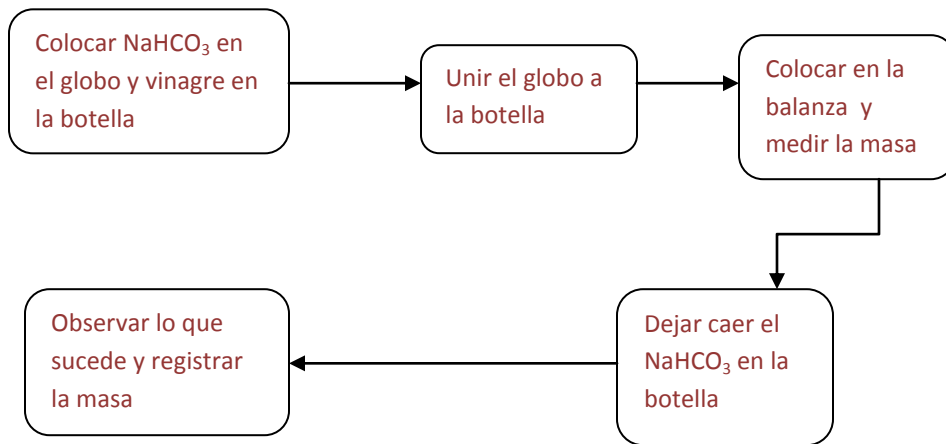 Colocar NaHCO₃ en
el globo y vinagre en
la botella
Unir el globo a
la botella
Colocar en la
balanza y
medir la masa
Dejar caer el
NaHCO₃ en la
botella
Observar lo que
sucede y registrar
la masa